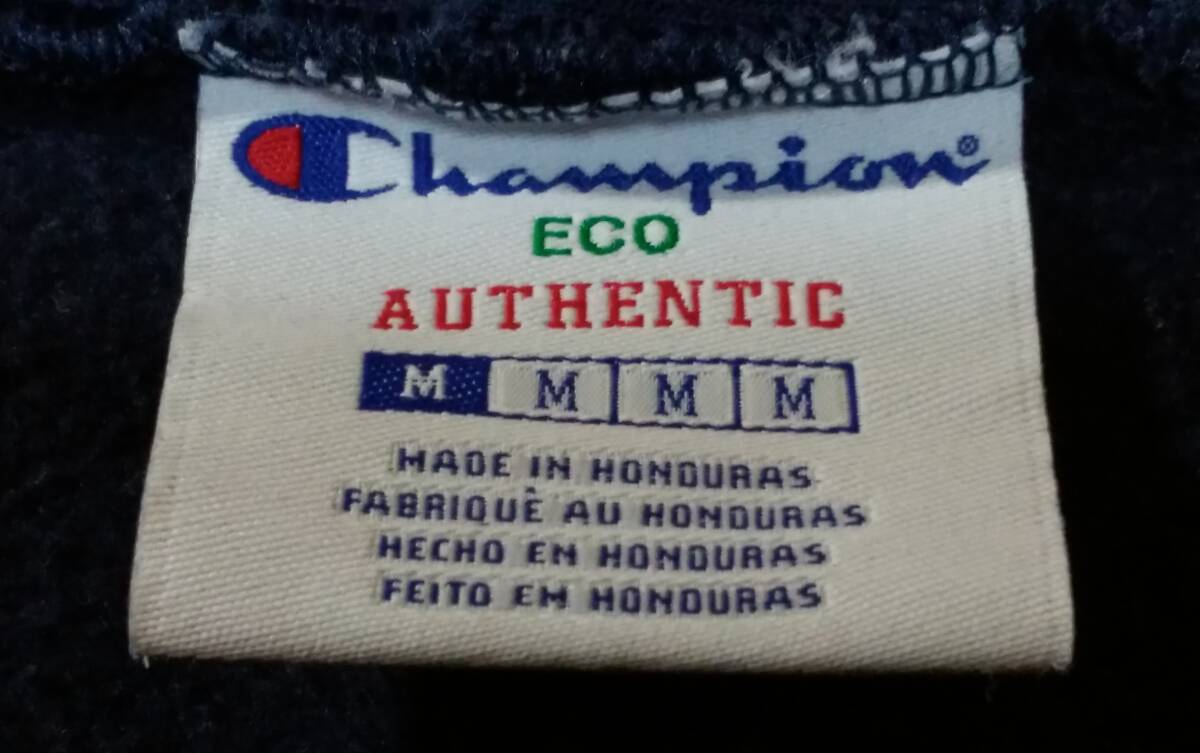 Champion®
ECO
AUTHENTIC
M M M M
MADE IN HONDURAS
FABRIQUÈ AU HONDURAS
HECHO EN HONDURAS
FEITO EM HONDURAS